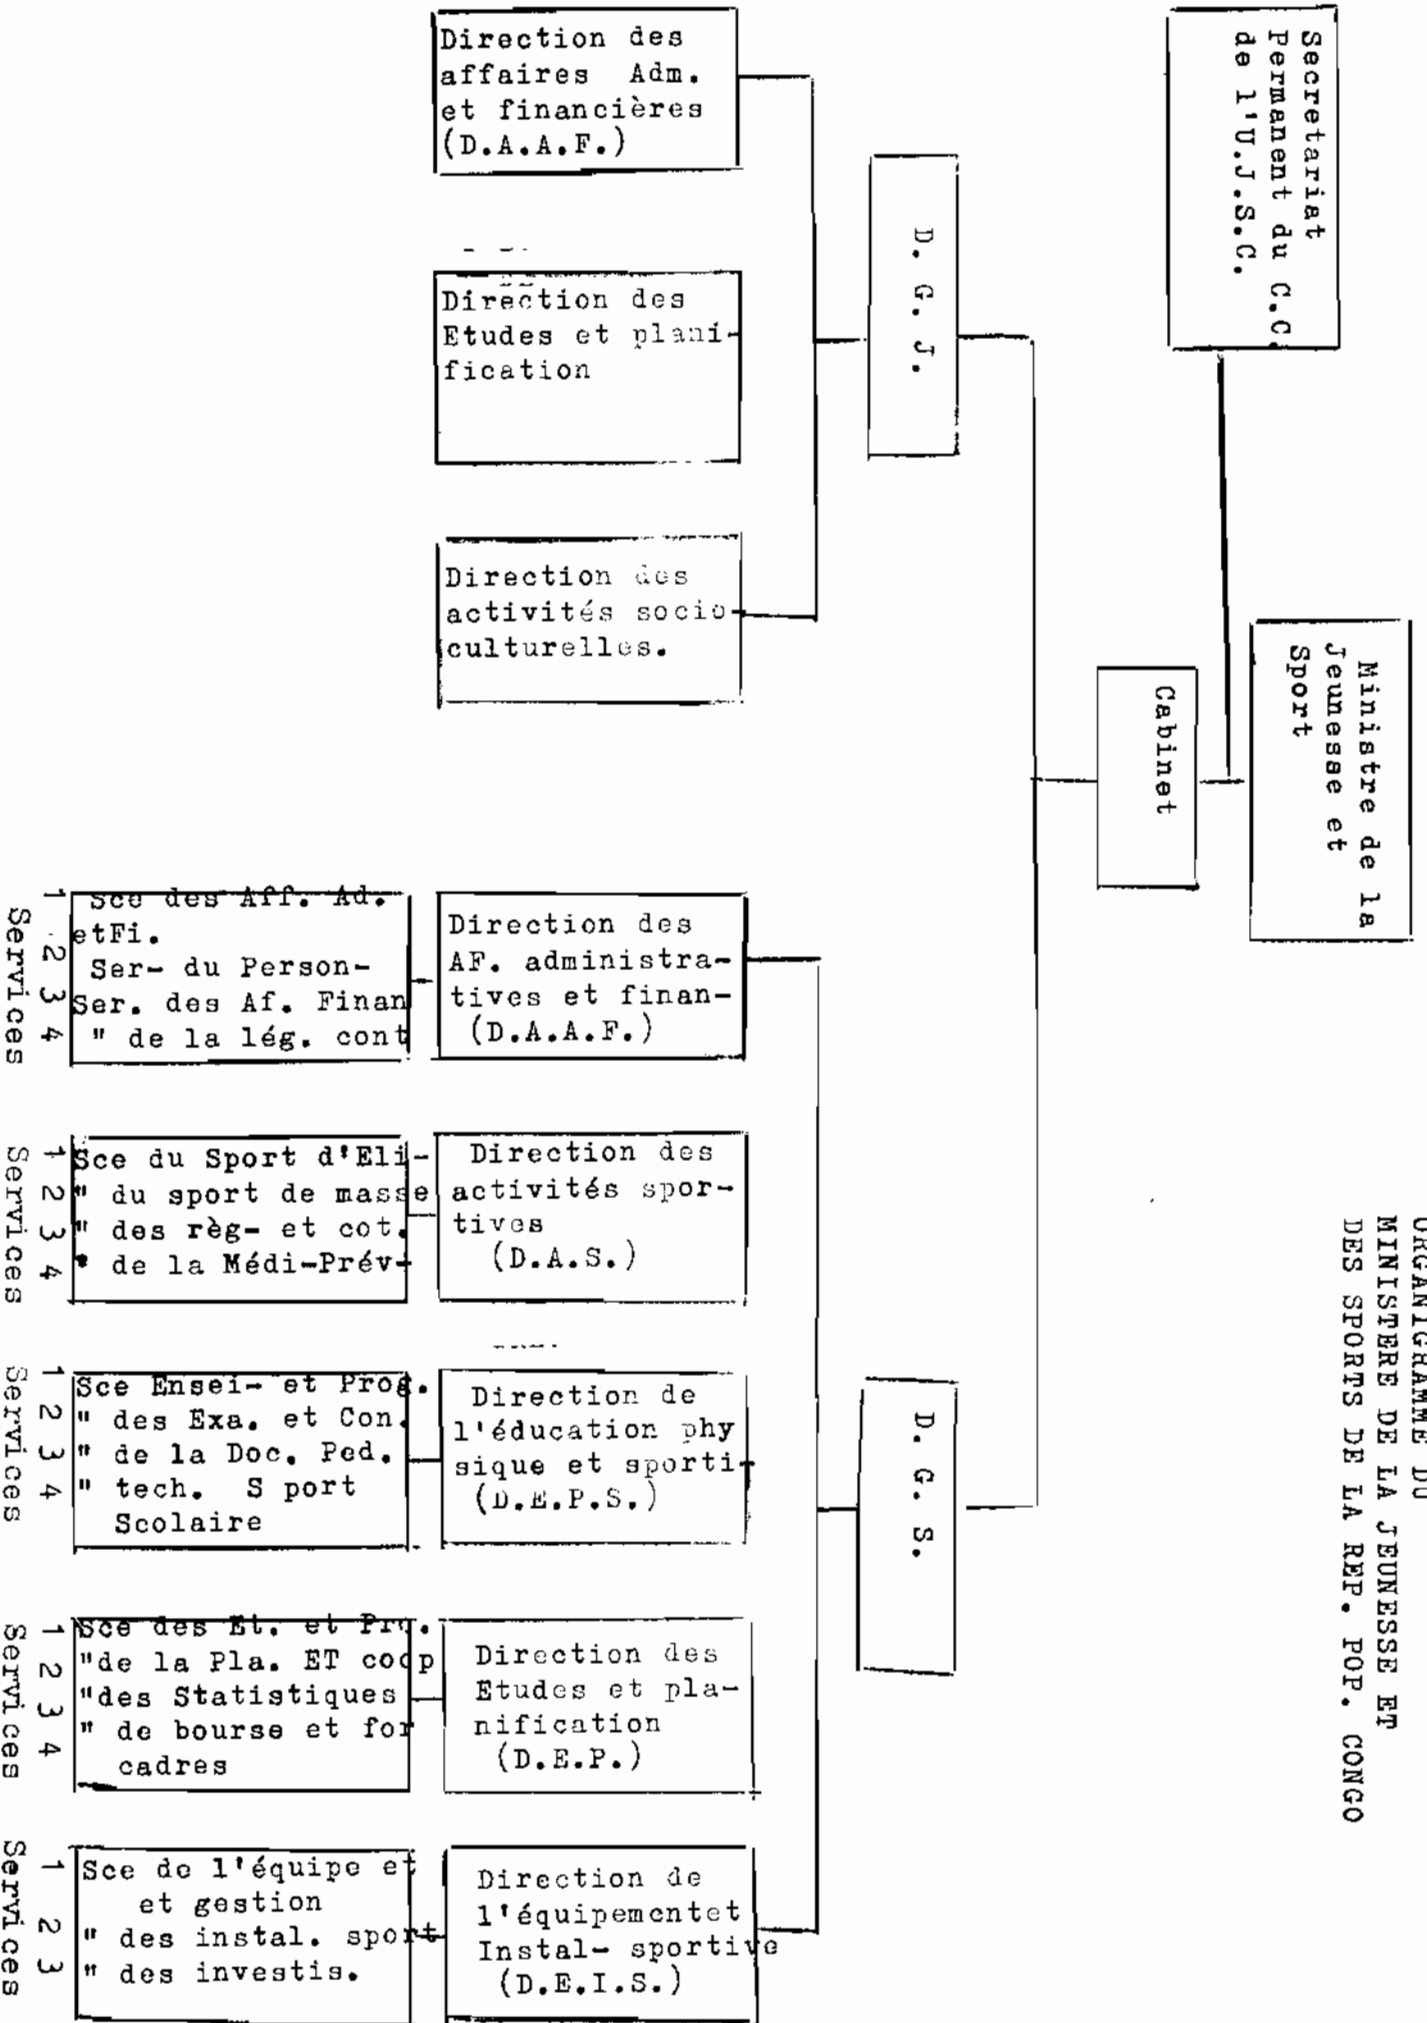 ORGANIGRAMME DU
MINISTERE DE LA JEUNESSE ET
DES SPORTS DE LA REP. POP. CONGO
Ministre de la
Jeunesse et
Sport
Secretariat
Permanent du C.C.
de l'U.J.S.C.
Cabinet
D. G. J.
D. G. S.
Direction des
affaires Adm.
et financières
(D.A.A.F.)
Direction des
Etudes et plani-
fication
Direction des
activités socio-
culturelles.
Direction des
AF. administra-
tives et finan-
(D.A.A.F.)
Direction des
activités spor-
tives
(D.A.S.)
Direction de
l'éducation phy
sique et sporti-
(D.E.P.S.)
Direction des
Etudes et pla-
nification
(D.E.P.)
Direction de
l'équipementet
Instal- sportive
(D.E.I.S.)
Sce des Aff. Ad.
etFi.
Ser- du Person-
Ser. des Af. Finan
" de la lég. cont
1 2 3 4
Services
Sce du Sport d'Eli-
" du sport de masse
" des règ- et cot.
" de la Médi-Prév-
1 2 3 4
Services
Sce Ensei- et Prog.
" des Exa. et Con.
" de la Doc. Ped.
" tech. S port
Scolaire
1 2 3 4
Services
Sce des Et. et Pro.
"de la Pla. ET coop
"des Statistiques
" de bourse et for
cadres
1 2 3 4
Services
Sce de l'équipe et
et gestion
" des instal. sport
" des investis.
1 2 3
Services